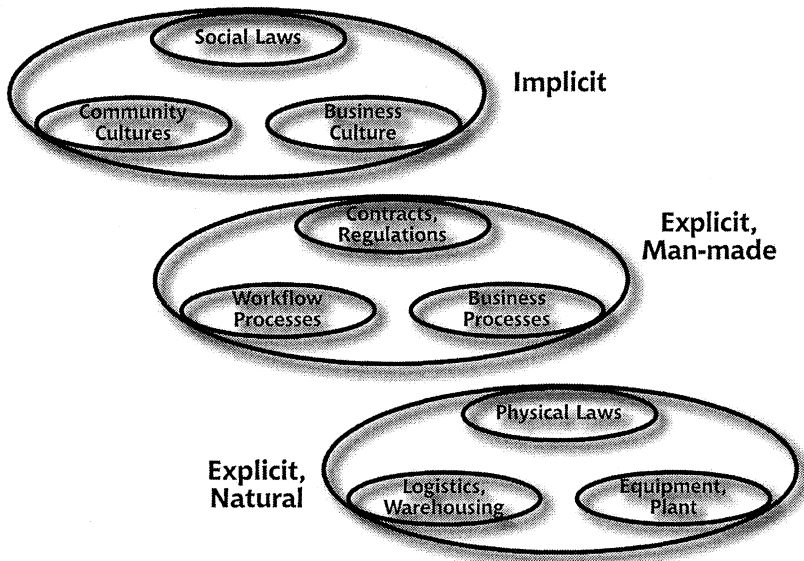 Social Laws
Community
Cultures
Business
Culture
Implicit
Contracts,
Regulations
Workflow
Processes
Business
Processes
Explicit,
Man-made
Physical Laws
Logistics,
Warehousing
Equipment,
Plant
Explicit,
Natural